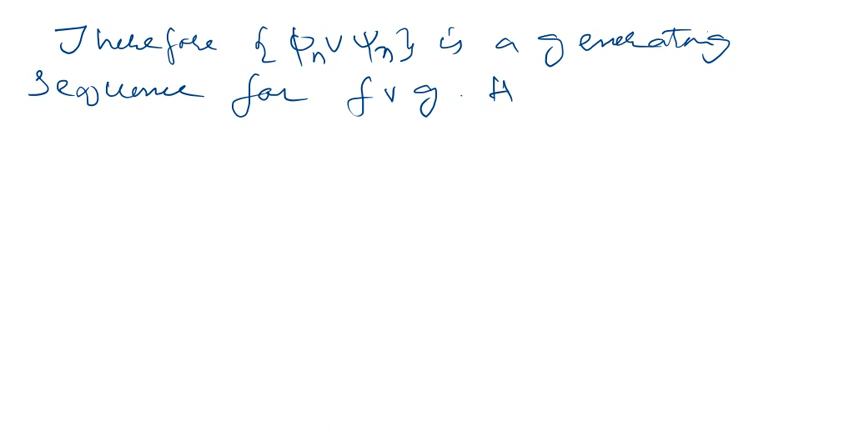 Therefore {φₙ ∨ ψₙ} is a generating
sequence for f ∨ g. A